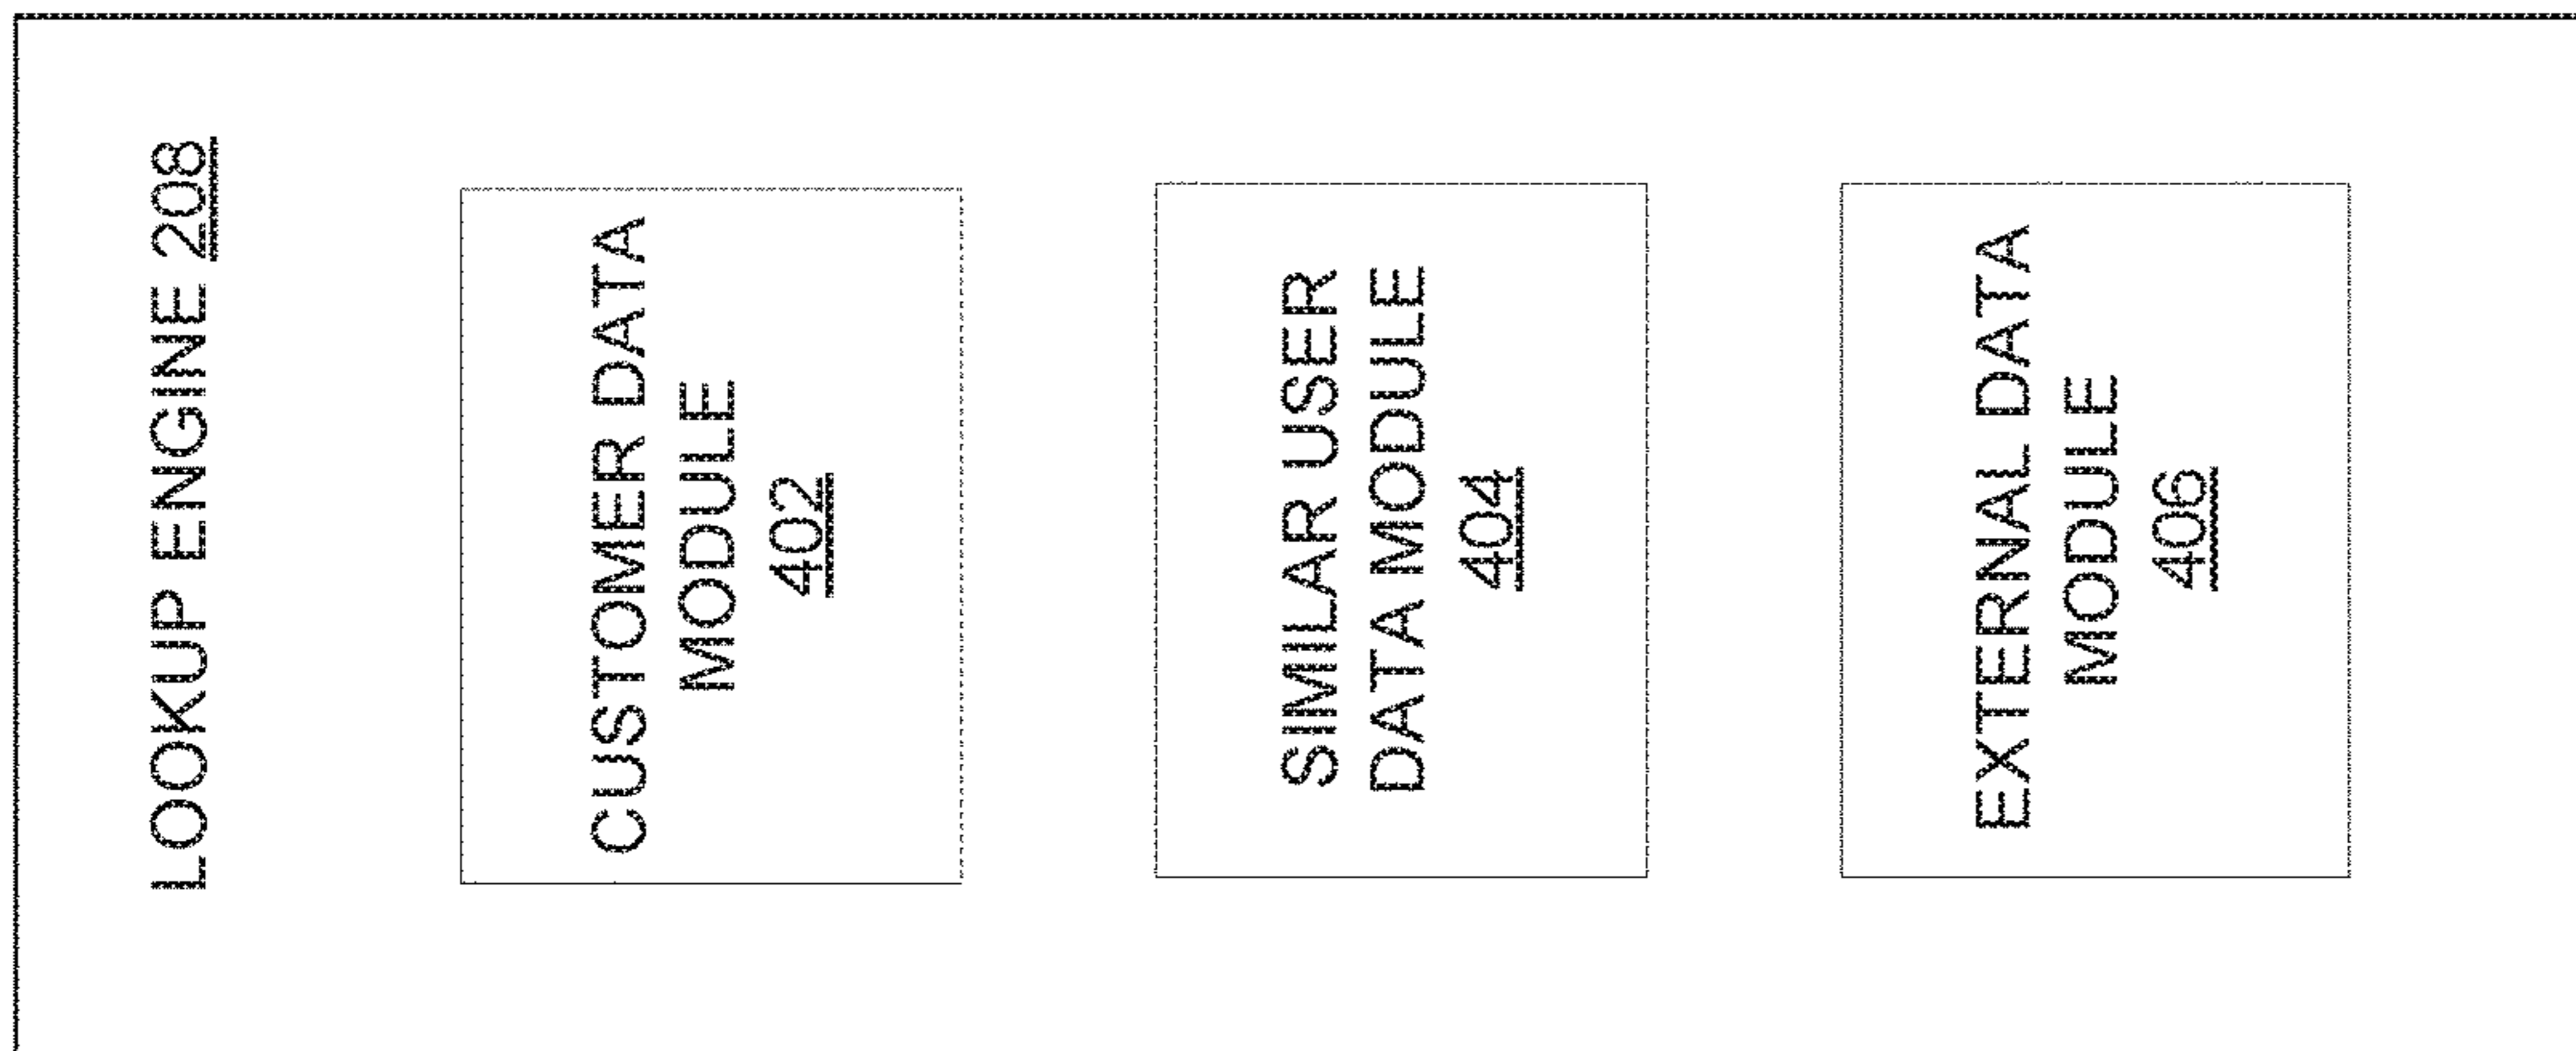 LOOKUP ENGINE 208
CUSTOMER DATA
MODULE
402
SIMILAR USER
DATA MODULE
404
EXTERNAL DATA
MODULE
406